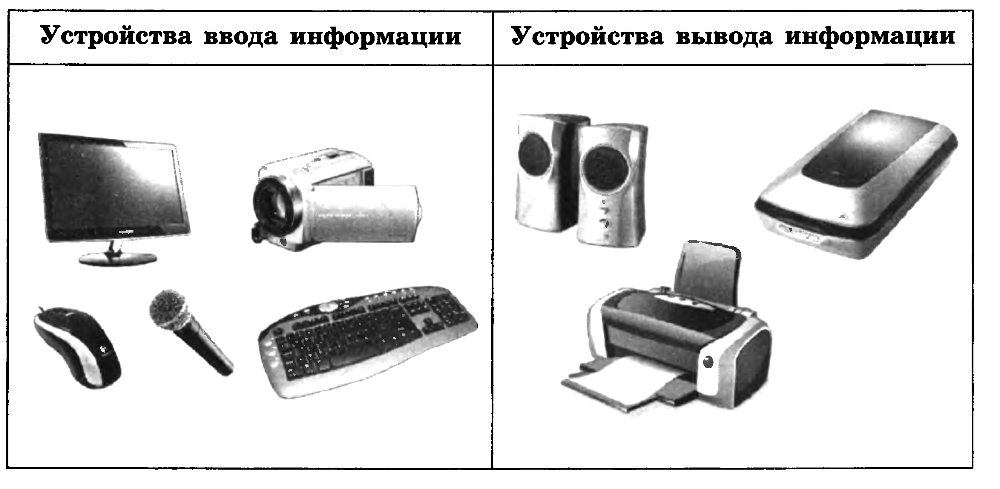 Устройства ввода информации
Устройства вывода информации